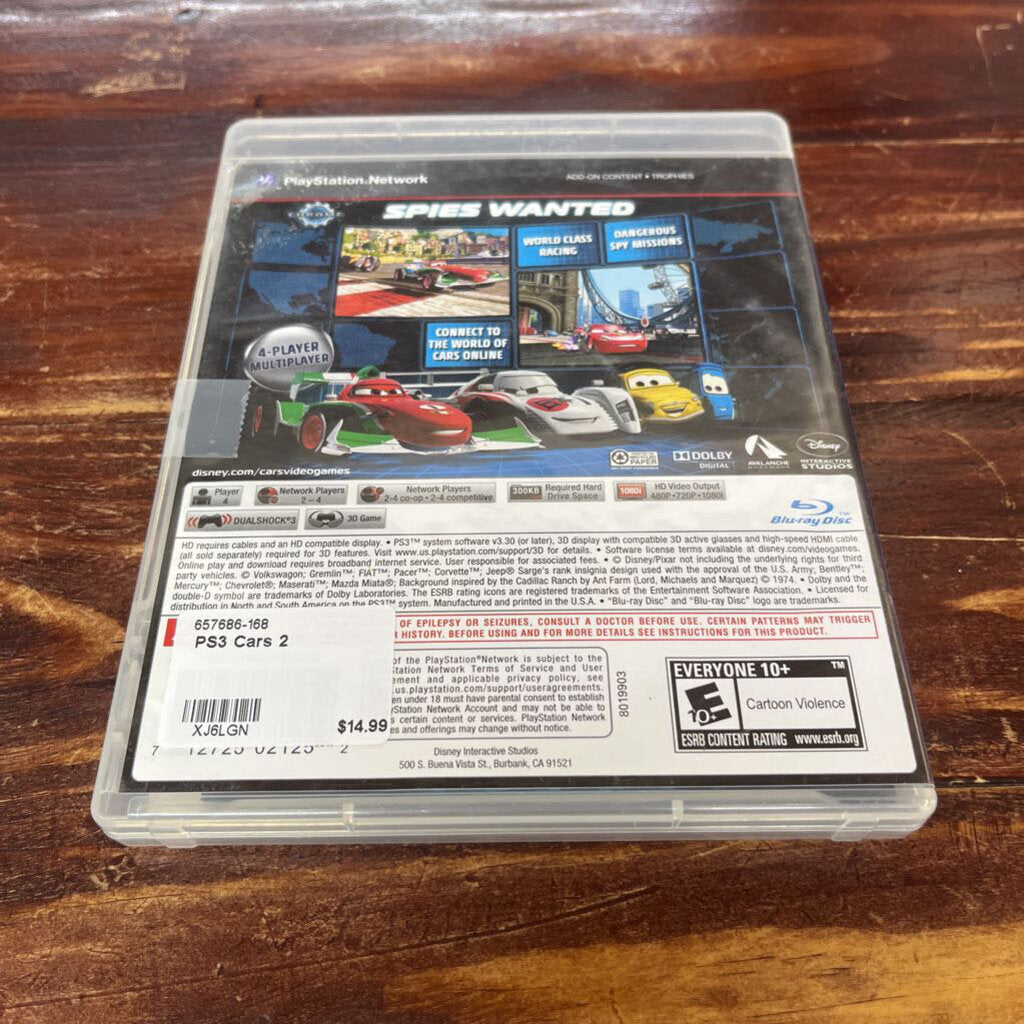 PlayStation Network
ADD-ON CONTENT • TROPHIES
CHROME
SPIES WANTED
WORLD CLASS
RACING
DANGEROUS
SPY MISSIONS
CONNECT TO
THE WORLD OF
CARS ONLINE
4-PLAYER
MULTIPLAYER
disney.com/carsvideogames
DOLBY
DIGITAL
AVALANCHE
Disney
INTERACTIVE
STUDIOS
Player
4
Network Players
2–4
Network Players
2-4 co-op • 2-4 competitive
300KB
Required Hard
Drive Space
1080i
HD Video Output
480P • 720P • 1080i
DUALSHOCK®3
3D Game
Blu-ray Disc™
HD requires cables and an HD compatible display. • PS3™ system software v3.30 (or later), 3D display with compatible 3D active glasses and high-speed HDMI cable
(all sold separately) required for 3D features. Visit www.us.playstation.com/support/3D for details. • Software license terms available at disney.com/videogames.
Online play and download requires broadband internet service. User responsible for associated fees. • © Disney/Pixar not including the underlying rights for third
party vehicles. © Volkswagon; Gremlin™; FIAT™; Pacer™; Corvette™; Jeep® Sarge's rank insignia design used with the approval of the U.S. Army; Bentley™;
Mercury™; Chevrolet®; Maserati™; Mazda Miata®; Background inspired by the Cadillac Ranch by Ant Farm (Lord, Michaels and Marquez) © 1974. • Dolby and the
double-D symbol are trademarks of Dolby Laboratories. The ESRB rating icons are registered trademarks of the Entertainment Software Association. • Licensed for
distribution in North and South America on the PS3™ system. Manufactured and printed in the U.S.A. • "Blu-ray Disc" and "Blu-ray Disc" logo are trademarks.
OF EPILEPSY OR SEIZURES, CONSULT A DOCTOR BEFORE USE. CERTAIN PATTERNS MAY TRIGGER
R HISTORY. BEFORE USING AND FOR MORE DETAILS SEE INSTRUCTIONS FOR THIS PRODUCT.
657686-168
PS3 Cars 2
XJ6LGN
$14.99
of the PlayStation®Network is subject to the
Station Network Terms of Service and User
ement and applicable privacy policy, see
.us.playstation.com/support/useragreements.
en under 18 must have parental consent to establish
yStation Network Account and may not be able to
s certain content or services. PlayStation Network
es and offerings may change without notice.
8019903
7 12725 02125 2
Disney Interactive Studios
500 S. Buena Vista St., Burbank, CA 91521
EVERYONE 10+ ™
E
10+
Cartoon Violence
ESRB CONTENT RATING www.esrb.org